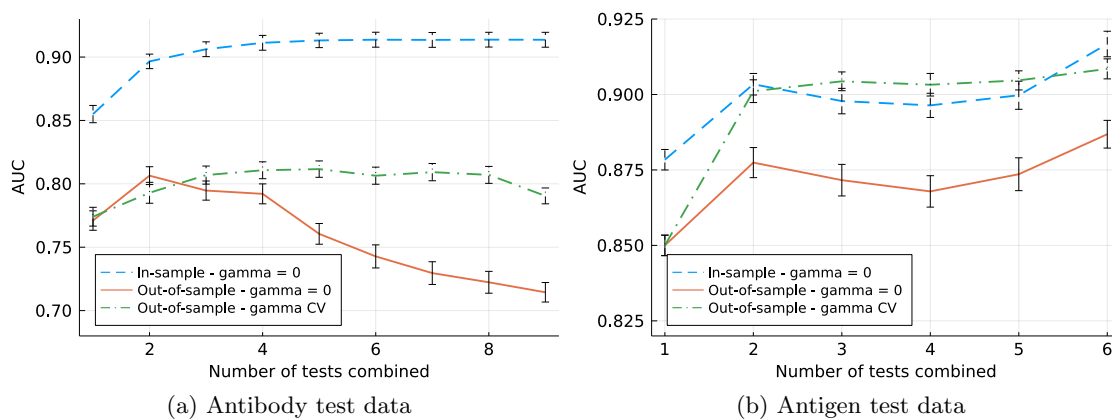 0.90
0.85
0.80
0.75
0.70
AUC
In-sample - gamma = 0
Out-of-sample - gamma = 0
Out-of-sample - gamma CV
2 4 6 8
Number of tests combined
(a) Antibody test data
0.925
0.900
0.875
0.850
0.825
AUC
In-sample - gamma = 0
Out-of-sample - gamma = 0
Out-of-sample - gamma CV
1 2 3 4 5 6
Number of tests combined
(b) Antigen test data